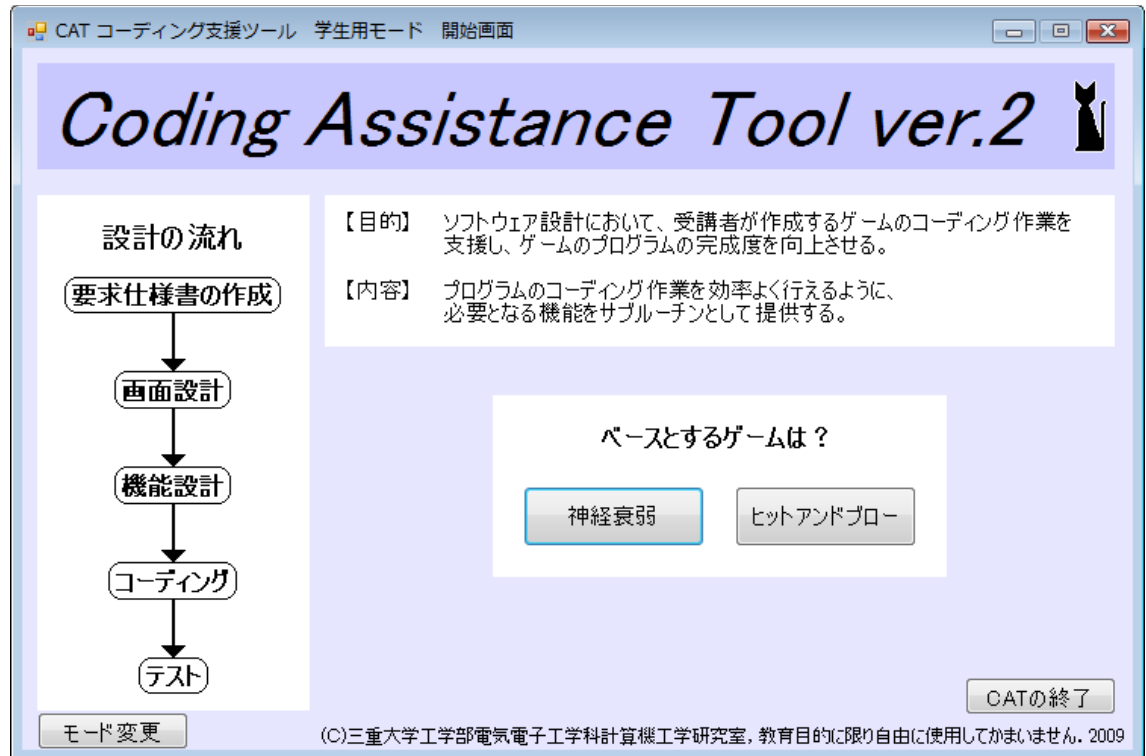 CAT コーディング支援ツール 学生用モード 開始画面
Coding Assistance Tool ver.2
設計の流れ
要求仕様書の作成
画面設計
機能設計
コーディング
テスト
【目的】 ソフトウェア設計において、受講者が作成するゲームのコーディング作業を
支援し、ゲームのプログラムの完成度を向上させる。
【内容】 プログラムのコーディング作業を効率よく行えるように、
必要となる機能をサブルーチンとして提供する。
ベースとするゲームは？
神経衰弱
ヒットアンドブロー
CATの終了
モード変更
(C)三重大学工学部電気電子工学科計算機工学研究室, 教育目的に限り自由に使用してかまいません. 2009